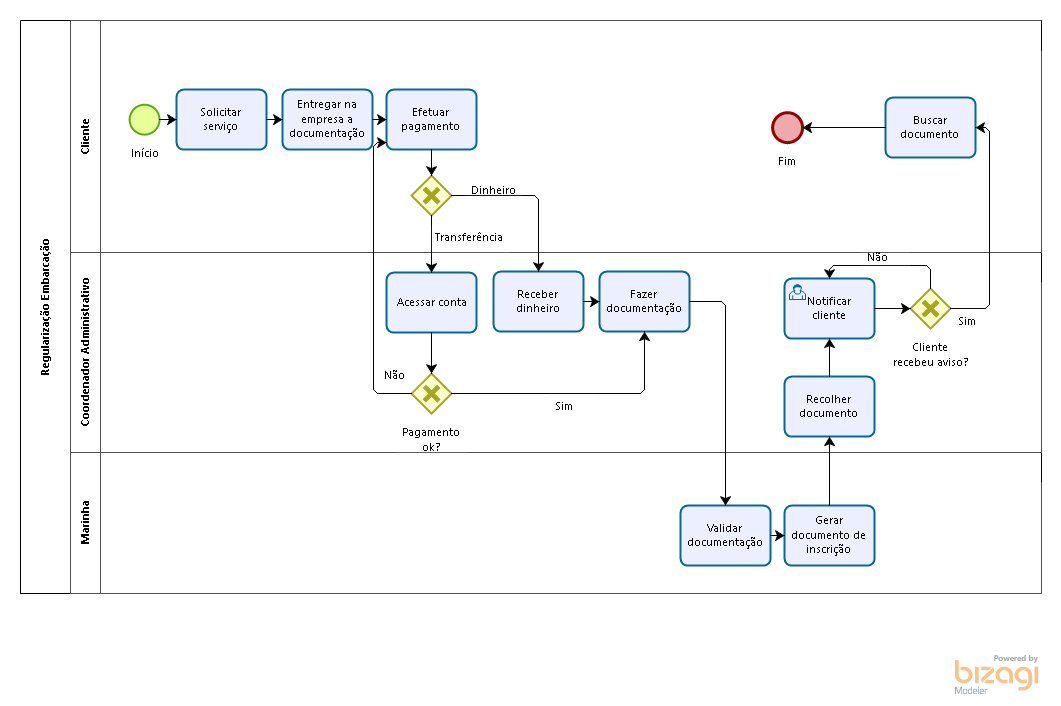 Regularização Embarcação
Cliente
Início
Solicitar
serviço
Entregar na
empresa a
documentação
Efetuar
pagamento
Dinheiro
Transferência
Buscar
documento
Fim
Coordenador Administrativo
Acessar conta
Receber
dinheiro
Fazer
documentação
Não
Pagamento
ok?
Sim
Notificar
cliente
Não
Sim
Cliente
recebeu aviso?
Recolher
documento
Marinha
Validar
documentação
Gerar
documento de
inscrição
Powered by
bizagi
Modeler